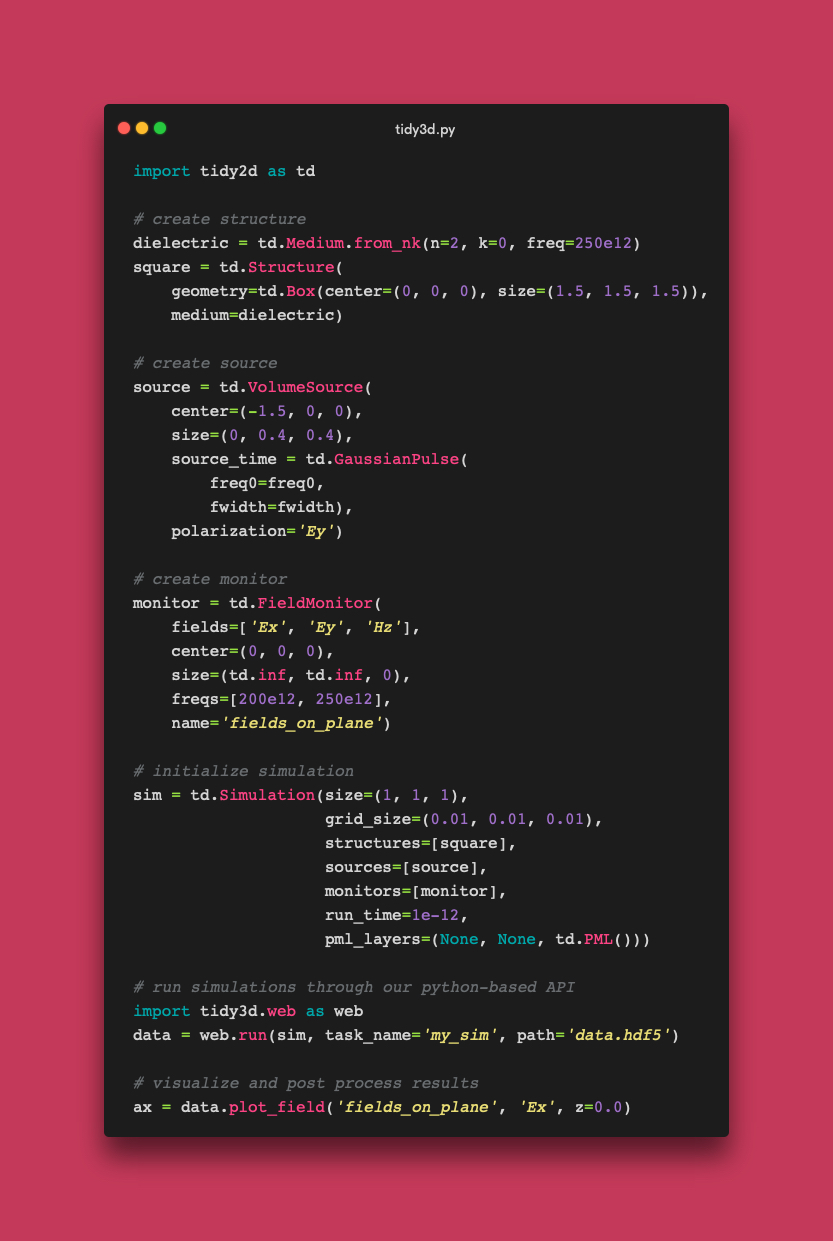 tidy3d.py
import tidy2d as td
# create structure
dielectric = td.Medium.from_nk(n=2, k=0, freq=250e12)
square = td.Structure(
    geometry=td.Box(center=(0, 0, 0), size=(1.5, 1.5, 1.5)),
    medium=dielectric)
# create source
source = td.VolumeSource(
    center=(-1.5, 0, 0),
    size=(0, 0.4, 0.4),
    source_time = td.GaussianPulse(
        freq0=freq0,
        fwidth=fwidth),
    polarization='Ey')
# create monitor
monitor = td.FieldMonitor(
    fields=['Ex', 'Ey', 'Hz'],
    center=(0, 0, 0),
    size=(td.inf, td.inf, 0),
    freqs=[200e12, 250e12],
    name='fields_on_plane')
# initialize simulation
sim = td.Simulation(size=(1, 1, 1),
                    grid_size=(0.01, 0.01, 0.01),
                    structures=[square],
                    sources=[source],
                    monitors=[monitor],
                    run_time=1e-12,
                    pml_layers=(None, None, td.PML()))
# run simulations through our python-based API
import tidy3d.web as web
data = web.run(sim, task_name='my_sim', path='data.hdf5')
# visualize and post process results
ax = data.plot_field('fields_on_plane', 'Ex', z=0.0)